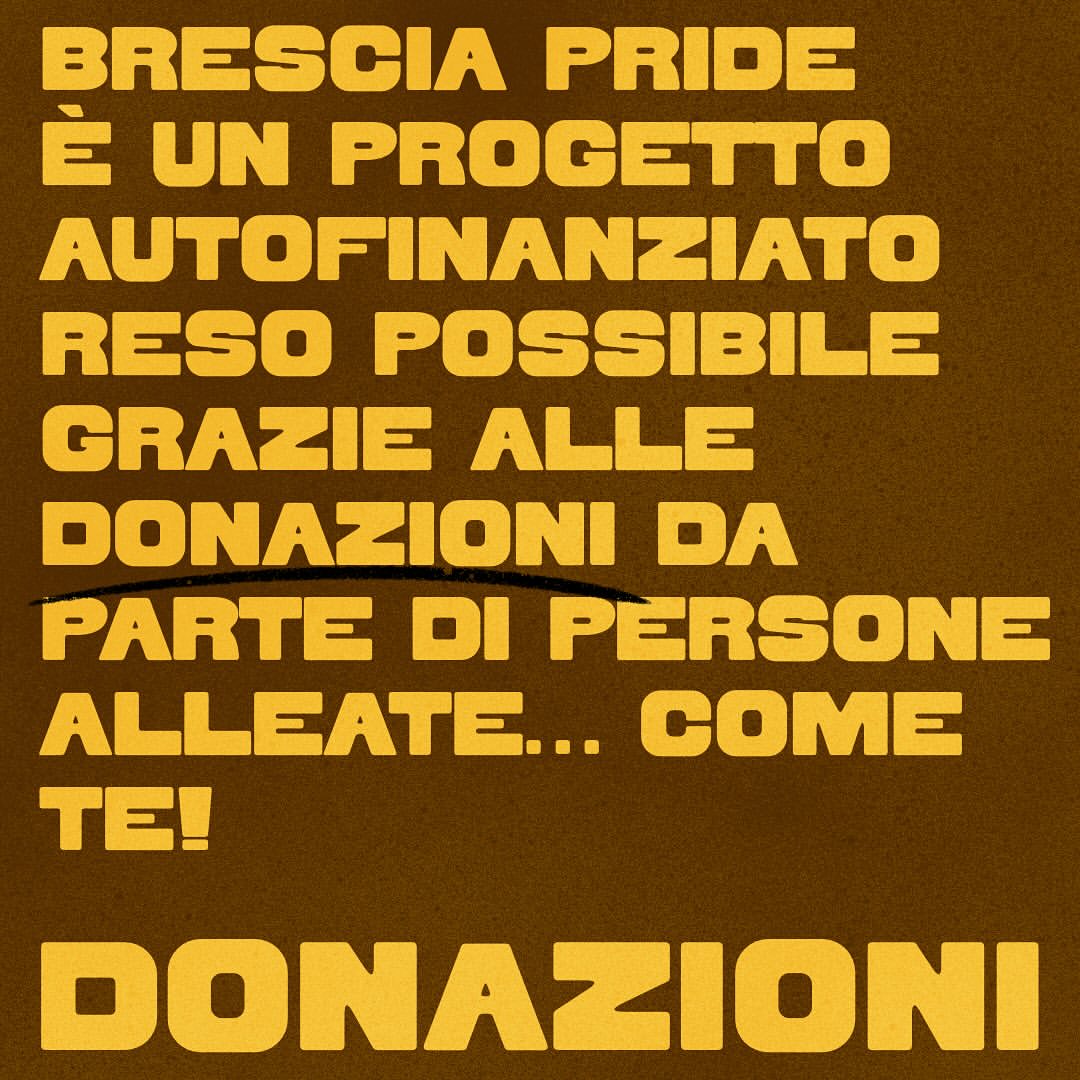 BRESCIA PRIDE
È UN PROGETTO
AUTOFINANZIATO
RESO POSSIBILE
GRAZIE ALLE
DONAZIONI DA
PARTE DI PERSONE
ALLEATE... COME
TE!
DONAZIONI